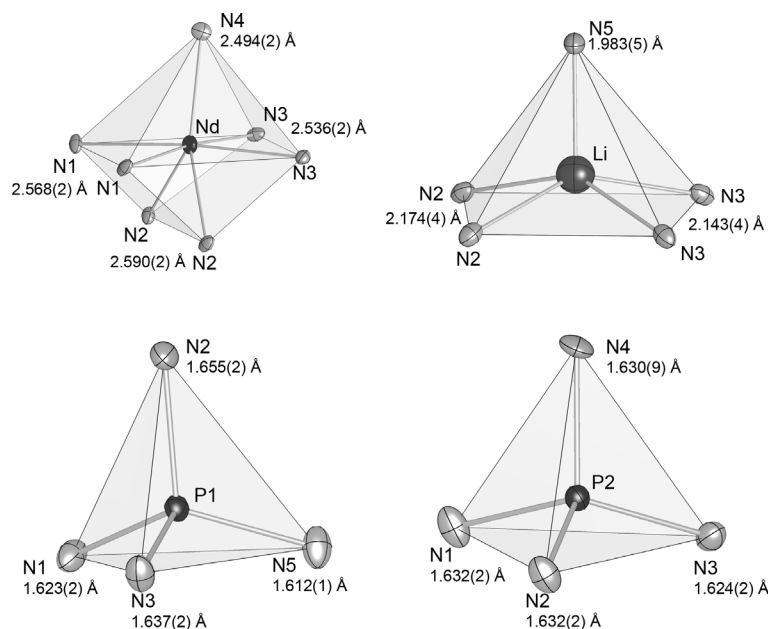 N4
2.494(2) Å
N3
2.536(2) Å
Nd
N1
2.568(2) Å
N1
N3
N2
N2
2.590(2) Å
N5
1.983(5) Å
Li
N2
2.174(4) Å
N3
2.143(4) Å
N2
N3
N2
1.655(2) Å
P1
N1
1.623(2) Å
N3
1.637(2) Å
N5
1.612(1) Å
N4
1.630(9) Å
P2
N1
1.632(2) Å
N2
1.632(2) Å
N3
1.624(2) Å